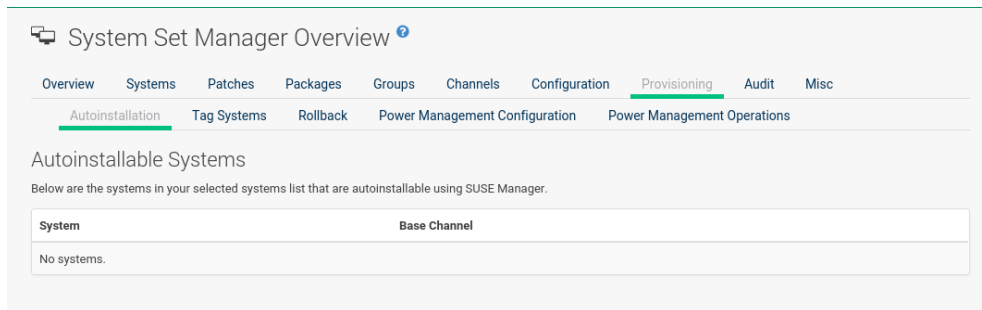 System Set Manager Overview ?
Overview Systems Patches Packages Groups Channels Configuration Provisioning Audit Misc
Autoinstallation Tag Systems Rollback Power Management Configuration Power Management Operations
Autoinstallable Systems
Below are the systems in your selected systems list that are autoinstallable using SUSE Manager.
System Base Channel
No systems.